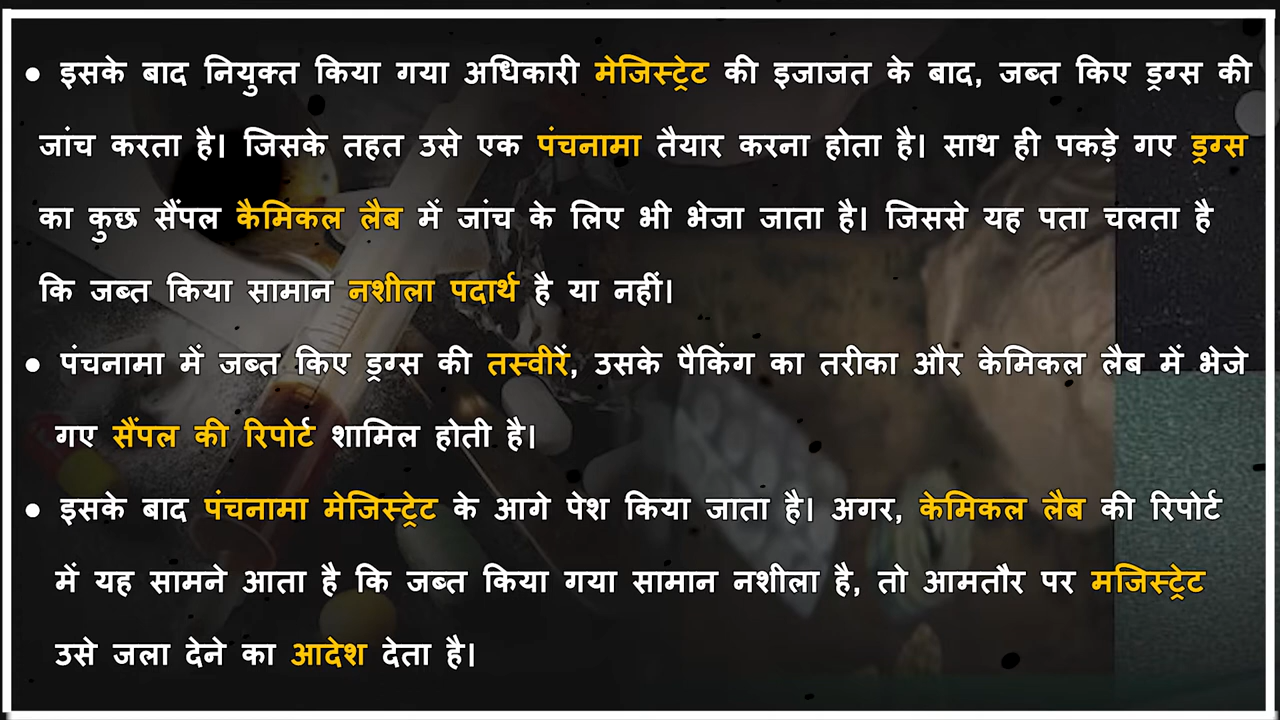 • इसके बाद नियुक्त किया गया अधिकारी मेजिस्ट्रेट की इजाजत के बाद, जब्त किए ड्रग्स की
जांच करता है। जिसके तहत उसे एक पंचनामा तैयार करना होता है। साथ ही पकड़े गए ड्रग्स
का कुछ सैंपल कैमिकल लैब में जांच के लिए भी भेजा जाता है। जिससे यह पता चलता है
कि जब्त किया सामान नशीला पदार्थ है या नहीं।
• पंचनामा में जब्त किए ड्रग्स की तस्वीरें, उसके पैकिंग का तरीका और केमिकल लैब में भेजे
गए सैंपल की रिपोर्ट शामिल होती है।
• इसके बाद पंचनामा मेजिस्ट्रेट के आगे पेश किया जाता है। अगर, केमिकल लैब की रिपोर्ट
में यह सामने आता है कि जब्त किया गया सामान नशीला है, तो आमतौर पर मजिस्ट्रेट
उसे जला देने का आदेश देता है।